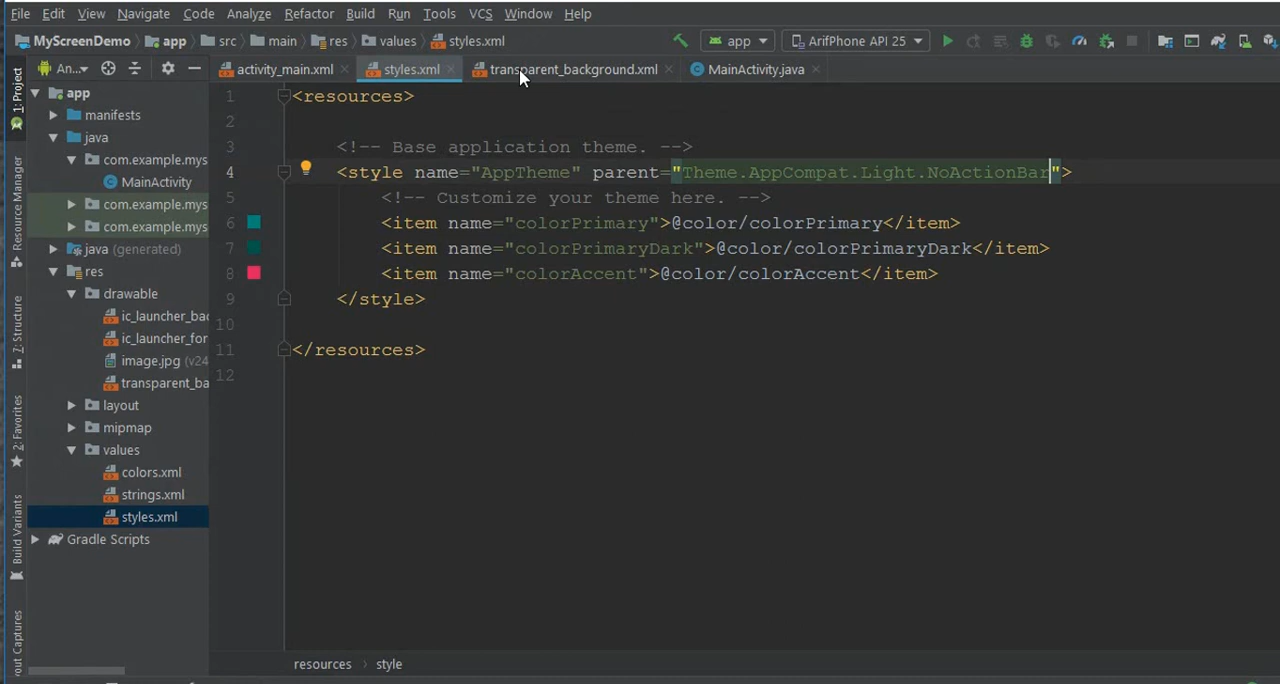 File Edit View Navigate Code Analyze Refactor Build Run Tools VCS Window Help
MyScreenDemo app src main res values styles.xml app ArifPhone API 25
1: Project An... activity_main.xml styles.xml transparent_background.xml MainActivity.java
app
manifests
java
com.example.mys
MainActivity
com.example.mys
com.example.mys
java (generated)
res
drawable
ic_launcher_bac
ic_launcher_for
image.jpg (v24
transparent_ba
layout
mipmap
values
colors.xml
strings.xml
styles.xml
Gradle Scripts
Resource Manager
7: Structure
2: Favorites
Build Variants
out Captures
1 <resources>
2
3 <!-- Base application theme. -->
4 <style name="AppTheme" parent="Theme.AppCompat.Light.NoActionBar">
5 <!-- Customize your theme here. -->
6 <item name="colorPrimary">@color/colorPrimary</item>
7 <item name="colorPrimaryDark">@color/colorPrimaryDark</item>
8 <item name="colorAccent">@color/colorAccent</item>
9 </style>
10
11 </resources>
12
resources › style